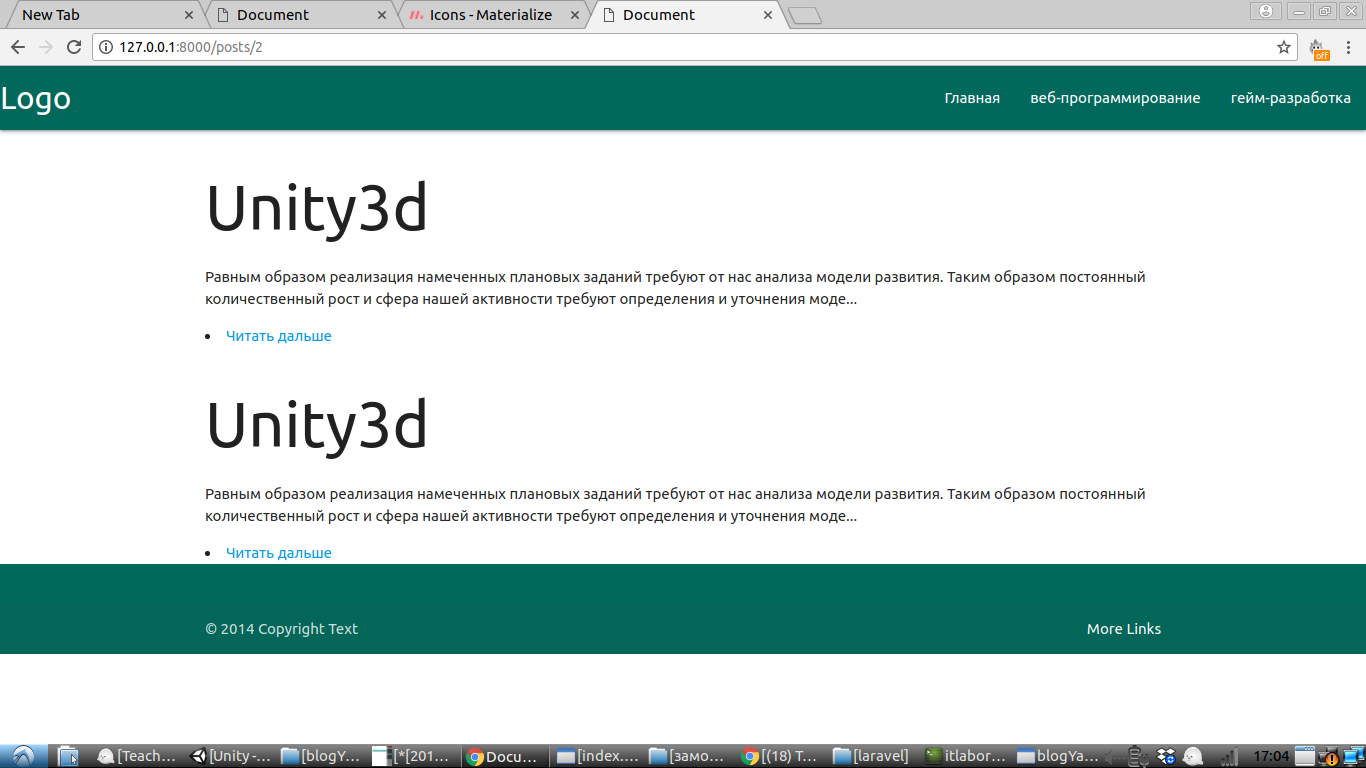 New Tab
Document
Icons - Materialize
Document
127.0.0.1:8000/posts/2
off
Logo
Главная
веб-программирование
гейм-разработка
Unity3d
Равным образом реализация намеченных плановых заданий требуют от нас анализа модели развития. Таким образом постоянный
количественный рост и сфера нашей активности требуют определения и уточнения моде...
Читать дальше
Unity3d
Равным образом реализация намеченных плановых заданий требуют от нас анализа модели развития. Таким образом постоянный
количественный рост и сфера нашей активности требуют определения и уточнения моде...
Читать дальше
© 2014 Copyright Text
More Links
[Teach...
[Unity -...
[blogY...
[*[201...
Docu...
[index....
[замо...
[(18) T...
[laravel]
itlabor...
blogYa...
17:04